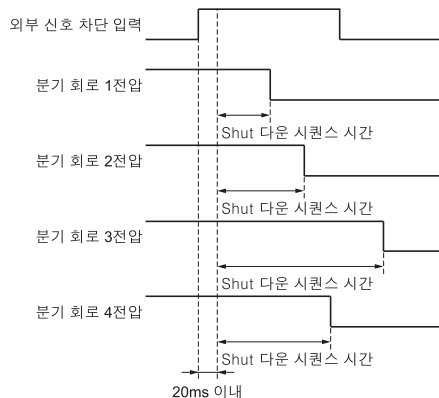 외부 신호 차단 입력
분기 회로 1전압
Shut 다운 시퀀스 시간
분기 회로 2전압
Shut 다운 시퀀스 시간
분기 회로 3전압
Shut 다운 시퀀스 시간
분기 회로 4전압
Shut 다운 시퀀스 시간
20ms 이내